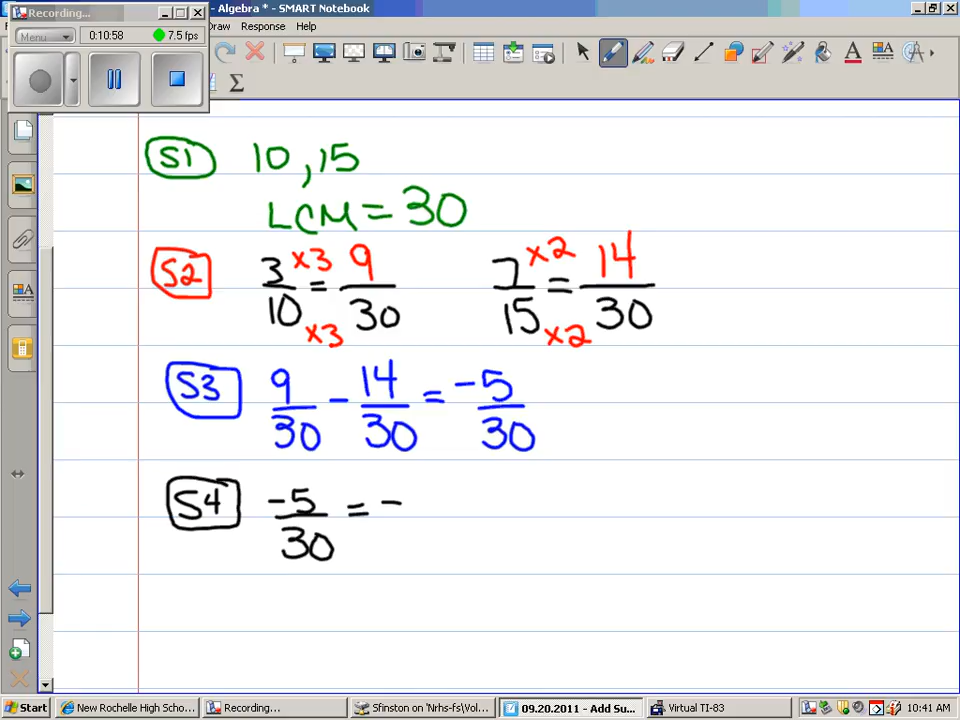 Recording...
- Algebra * - SMART Notebook
Menu
0:10:58
7.5 fps
Draw Response Help
S1 10, 15
LCM = 30
S2 3/10 ×3 ×3 = 9/30 7/15 ×2 ×2 = 14/30
S3 9/30 - 14/30 = -5/30
S4 -5/30 = -
Start
New Rochelle High Scho...
Recording...
Sfinston on 'Nrhs-fs\Vol...
09.20.2011 - Add Su...
Virtual TI-83
10:41 AM